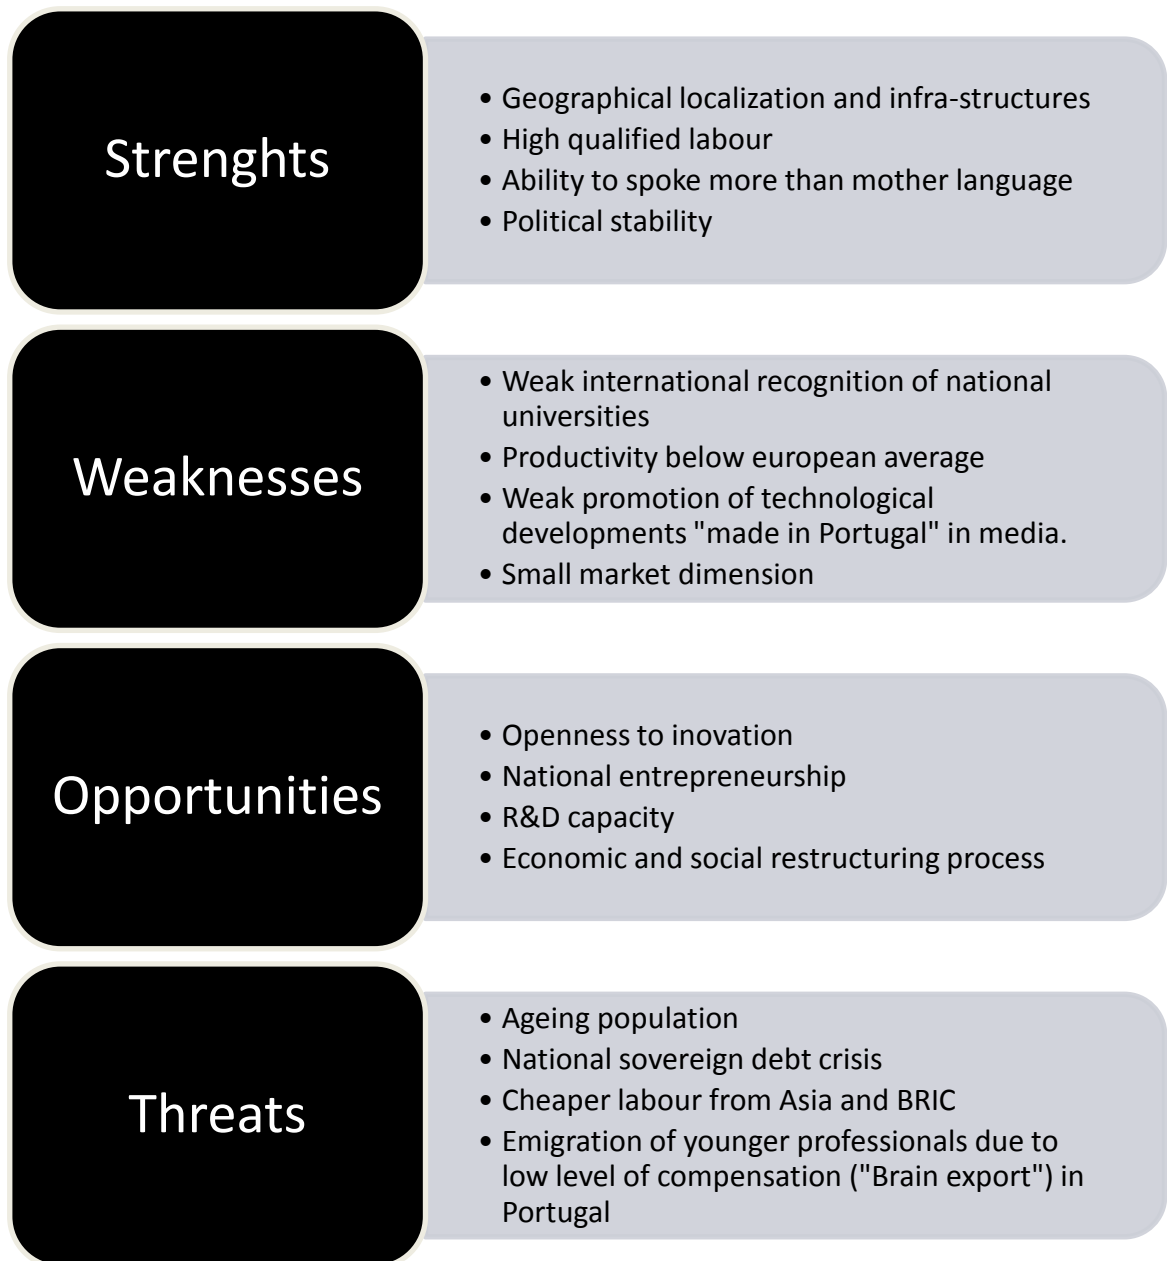 Strenghts
• Geographical localization and infra-structures
• High qualified labour
• Ability to spoke more than mother language
• Political stability
Weaknesses
• Weak international recognition of national
universities
• Productivity below european average
• Weak promotion of technological
developments "made in Portugal" in media.
• Small market dimension
Opportunities
• Openness to inovation
• National entrepreneurship
• R&D capacity
• Economic and social restructuring process
Threats
• Ageing population
• National sovereign debt crisis
• Cheaper labour from Asia and BRIC
• Emigration of younger professionals due to
low level of compensation ("Brain export") in
Portugal